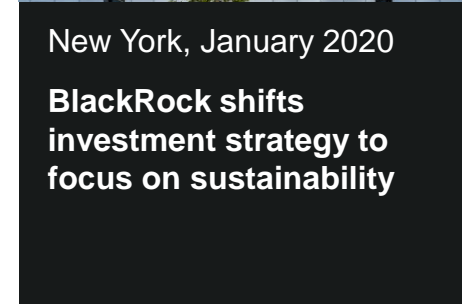 New York, January 2020
BlackRock shifts
investment strategy to
focus on sustainability